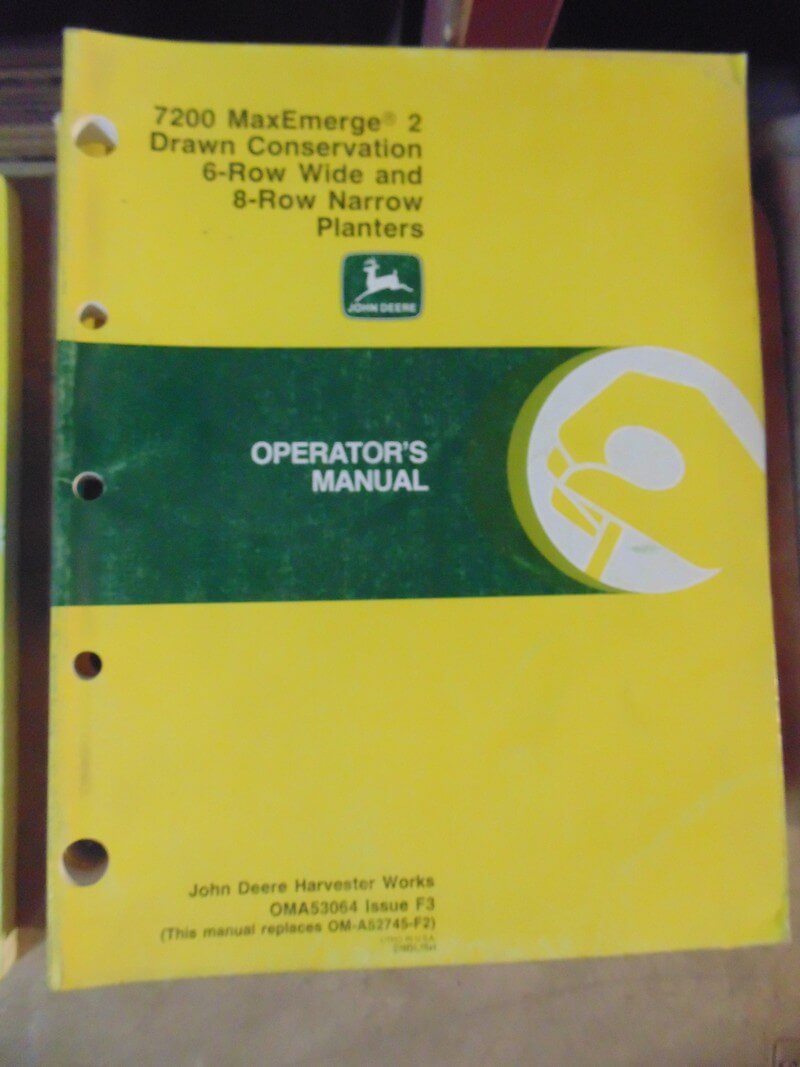 7200 MaxEmerge® 2
Drawn Conservation
6-Row Wide and
8-Row Narrow
Planters
JOHN DEERE
OPERATOR'S
MANUAL
John Deere Harvester Works
OMA53064 Issue F3
(This manual replaces OM-A52745-F2)
ENGLISH